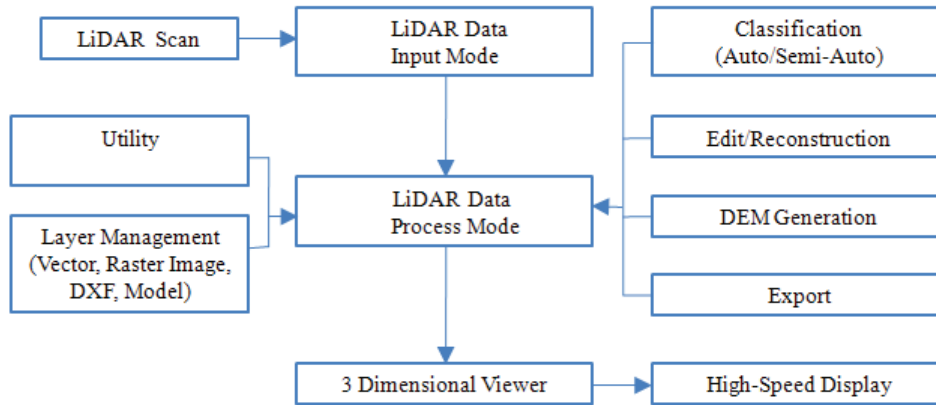 LiDAR Scan
LiDAR Data
Input Mode
Classification
(Auto/Semi-Auto)
Utility
Edit/Reconstruction
LiDAR Data
Process Mode
DEM Generation
Layer Management
(Vector, Raster Image,
DXF, Model)
Export
3 Dimensional Viewer
High-Speed Display